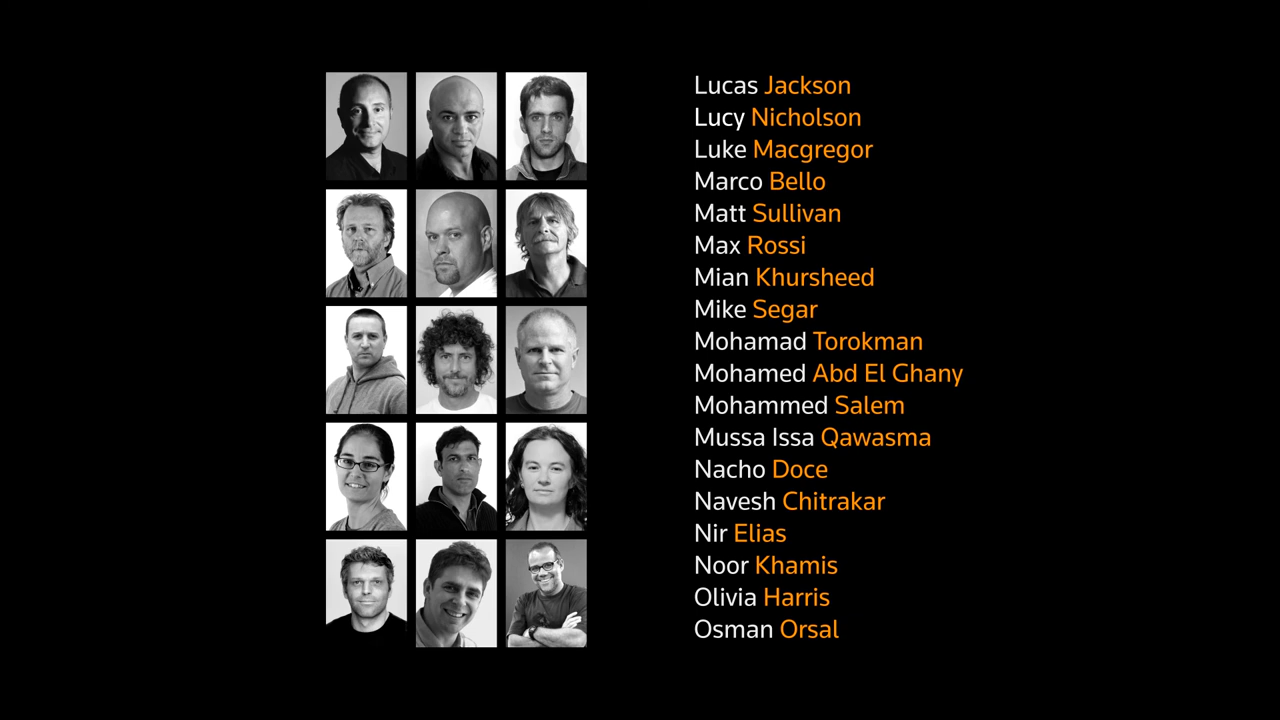 Lucas Jackson
Lucy Nicholson
Luke Macgregor
Marco Bello
Matt Sullivan
Max Rossi
Mian Khursheed
Mike Segar
Mohamad Torokman
Mohamed Abd El Ghany
Mohammed Salem
Mussa Issa Qawasma
Nacho Doce
Navesh Chitrakar
Nir Elias
Noor Khamis
Olivia Harris
Osman Orsal